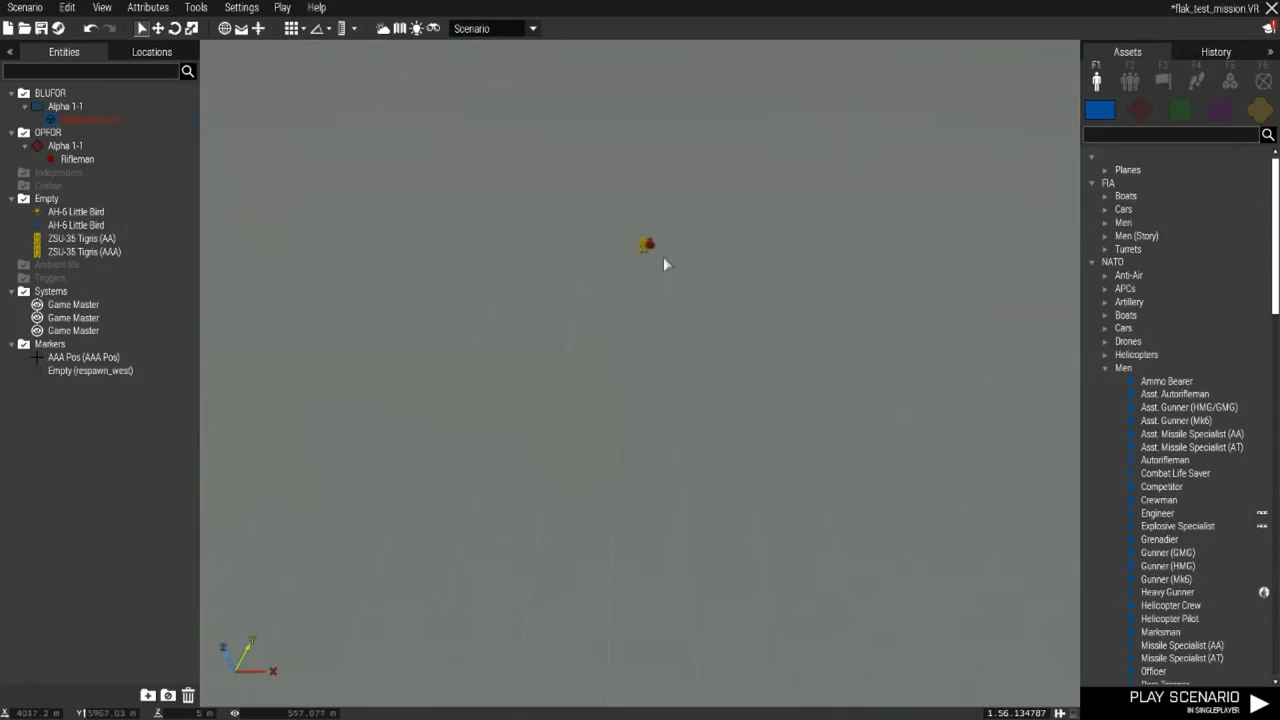 Scenario Edit View Attributes Tools Settings Play Help
*flak_test_mission.VR
Scenario
Entities Locations
Assets History
F1 F2 F3 F4 F5 F6
BLUFOR
Alpha 1-1
OPFOR
Alpha 1-1
Rifleman
Independent
Civilian
Empty
AH-6 Little Bird
AH-6 Little Bird
ZSU-35 Tigris (AA)
ZSU-35 Tigris (AAA)
Ambient life
Triggers
Systems
Game Master
Game Master
Game Master
Markers
AAA Pos (AAA Pos)
Empty (respawn_west)
Planes
FIA
Boats
Cars
Men
Men (Story)
Turrets
NATO
Anti-Air
APCs
Artillery
Boats
Cars
Drones
Helicopters
Men
Ammo Bearer
Asst. Autorifleman
Asst. Gunner (HMG/GMG)
Asst. Gunner (Mk6)
Asst. Missile Specialist (AA)
Asst. Missile Specialist (AT)
Autorifleman
Combat Life Saver
Competitor
Crewman
Engineer
Explosive Specialist
Grenadier
Gunner (GMG)
Gunner (HMG)
Gunner (Mk6)
Heavy Gunner
Helicopter Crew
Helicopter Pilot
Marksman
Missile Specialist (AA)
Missile Specialist (AT)
Officer
Z
Y
X
PLAY SCENARIO
IN SINGLEPLAYER
X 4017.2 m Y 5967.03 m Z 5 m 557.077 m
1.56.134787